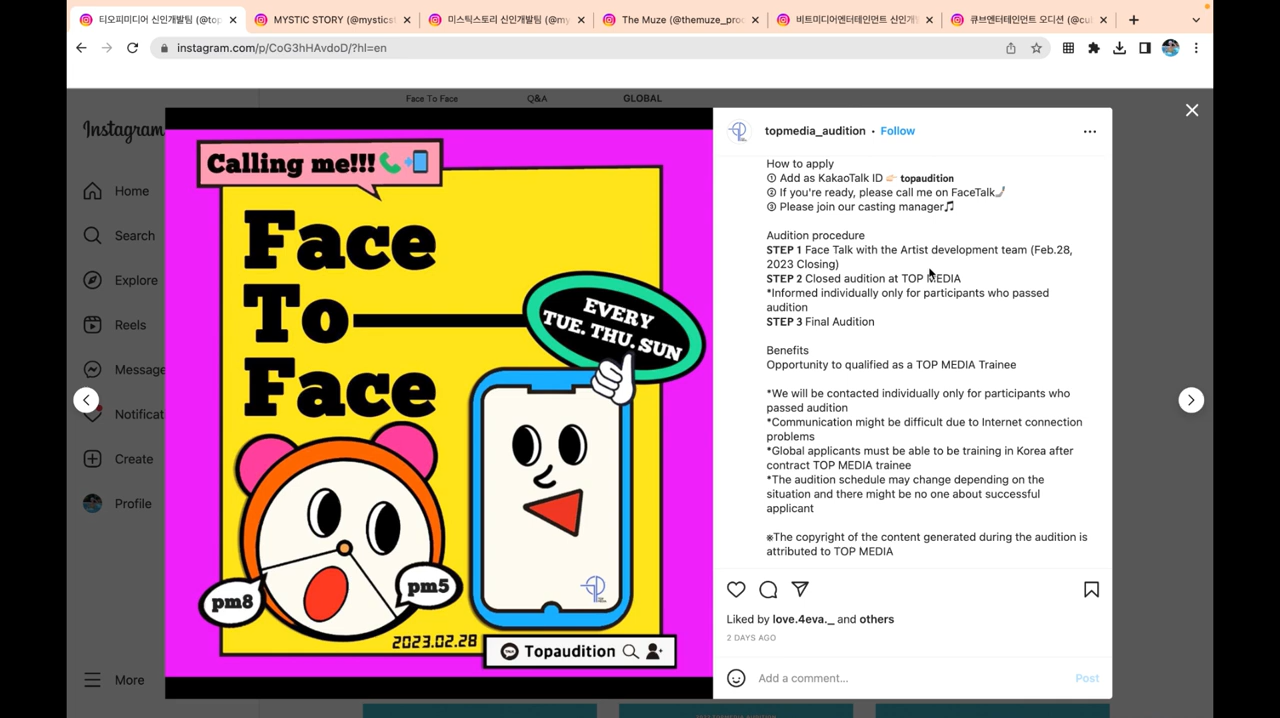 티오피미디어 신인개발팀 (@top
MYSTIC STORY (@mystics
미스틱스토리 신인개발팀 (@my
The Muze (@themuze_pro
비트미디어엔터테인먼트 신인개
큐브엔터테인먼트 오디션 (@cu
instagram.com/p/CoG3hHAvdoD/?hl=en
Face To Face
Q&A
GLOBAL
Instagram
Home
Search
Explore
Reels
Message
Notificat
Create
Profile
More
Calling me!!!
Face
To
Face
EVERY
TUE. THU. SUN
pm8
pm5
2023.02.28
Topaudition
topmedia_audition • Follow
How to apply
① Add as KakaoTalk ID 👉 topaudition
② If you're ready, please call me on FaceTalk🤳
③ Please join our casting manager🎵
Audition procedure
STEP 1 Face Talk with the Artist development team (Feb.28,
2023 Closing)
STEP 2 Closed audition at TOP MEDIA
*Informed individually only for participants who passed
audition
STEP 3 Final Audition
Benefits
Opportunity to qualified as a TOP MEDIA Trainee
*We will be contacted individually only for participants who
passed audition
*Communication might be difficult due to Internet connection
problems
*Global applicants must be able to be training in Korea after
contract TOP MEDIA trainee
*The audition schedule may change depending on the
situation and there might be no one about successful
applicant
※The copyright of the content generated during the audition is
attributed to TOP MEDIA
Liked by love.4eva._ and others
2 DAYS AGO
Add a comment...
Post